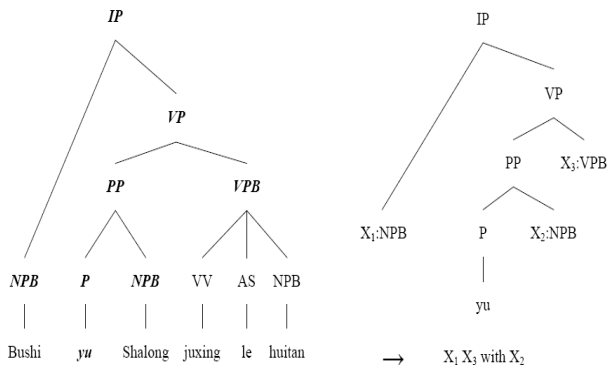 IP
VP
PP VPB
NPB P NPB VV AS NPB
Bushi yu Shalong juxing le huitan
IP
VP
PP X₃:VPB
X₁:NPB P X₂:NPB
yu
→ X₁ X₃ with X₂